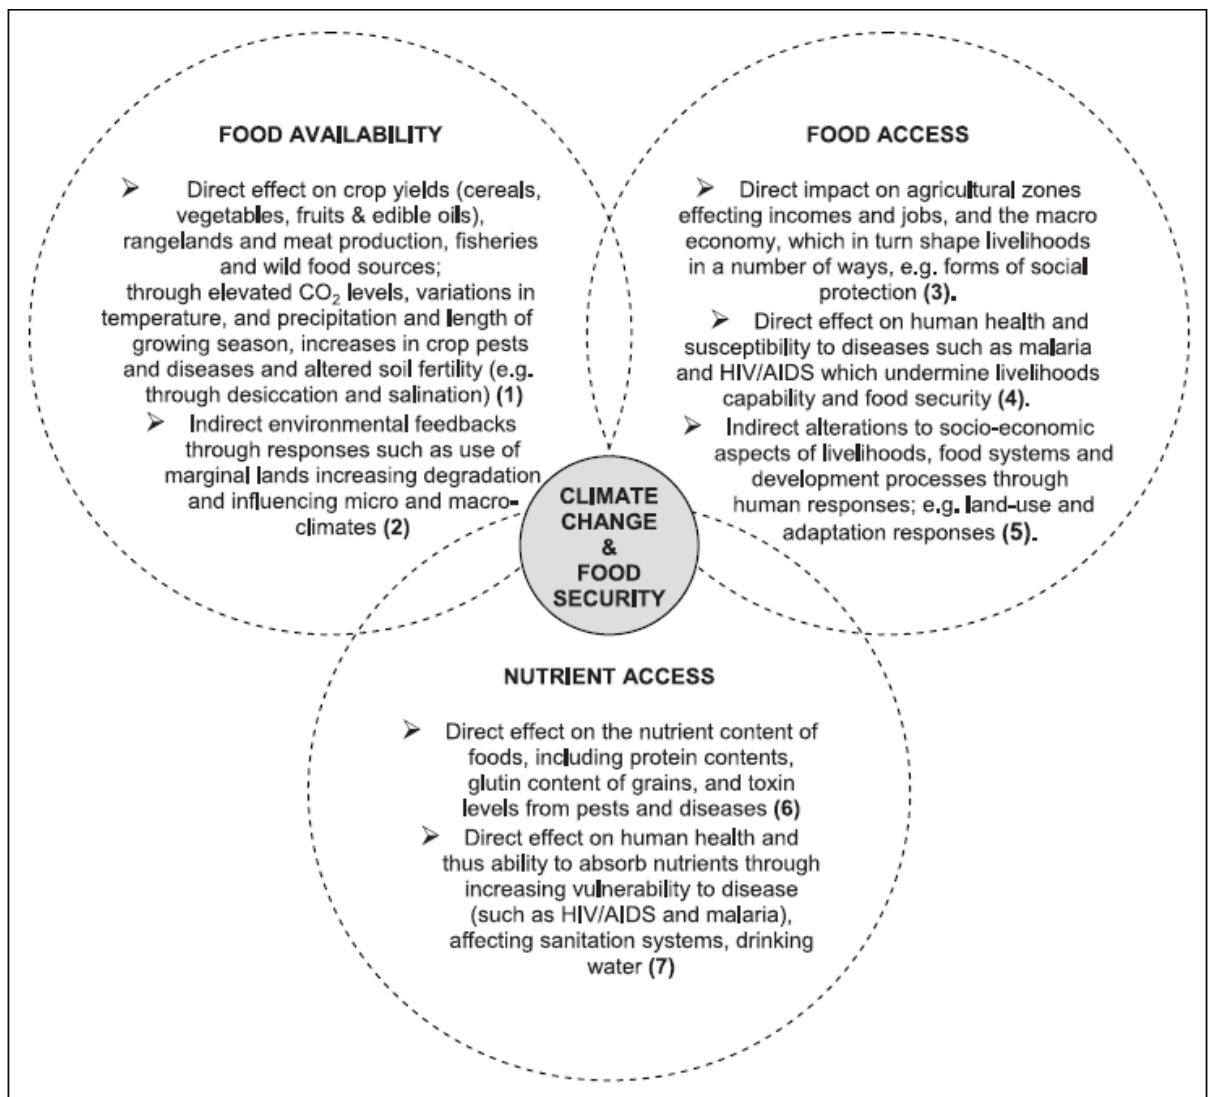 FOOD AVAILABILITY
➢ Direct effect on crop yields (cereals,
vegetables, fruits & edible oils),
rangelands and meat production, fisheries
and wild food sources;
through elevated CO₂ levels, variations in
temperature, and precipitation and length of
growing season, increases in crop pests
and diseases and altered soil fertility (e.g.
through desiccation and salination) (1)
➢ Indirect environmental feedbacks
through responses such as use of
marginal lands increasing degradation
and influencing micro and macro-
climates (2)
FOOD ACCESS
➢ Direct impact on agricultural zones
effecting incomes and jobs, and the macro
economy, which in turn shape livelihoods
in a number of ways, e.g. forms of social
protection (3).
➢ Direct effect on human health and
susceptibility to diseases such as malaria
and HIV/AIDS which undermine livelihoods
capability and food security (4).
➢ Indirect alterations to socio-economic
aspects of livelihoods, food systems and
development processes through
human responses; e.g. land-use and
adaptation responses (5).
CLIMATE
CHANGE
&
FOOD
SECURITY
NUTRIENT ACCESS
➢ Direct effect on the nutrient content of
foods, including protein contents,
glutin content of grains, and toxin
levels from pests and diseases (6)
➢ Direct effect on human health and
thus ability to absorb nutrients through
increasing vulnerability to disease
(such as HIV/AIDS and malaria),
affecting sanitation systems, drinking
water (7)